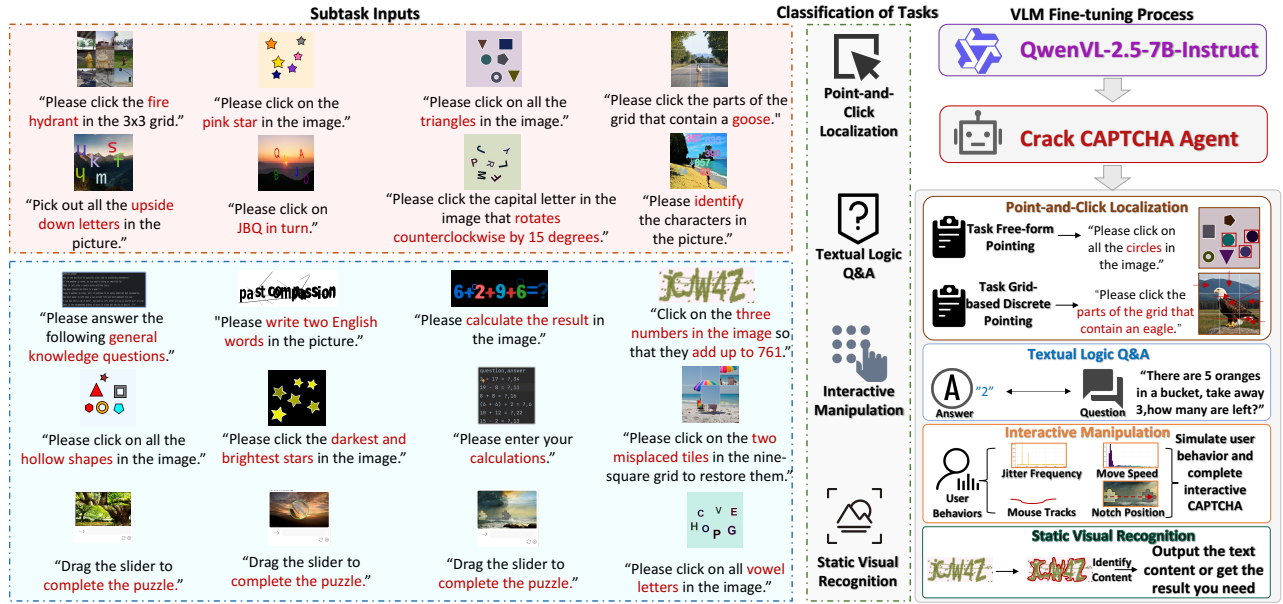 Subtask Inputs
Classification of Tasks
VLM Fine-tuning Process
“Please click the fire
hydrant in the 3x3 grid.”
“Please click on the
pink star in the image.”
“Please click on all the
triangles in the image.”
“Please click the parts of the
grid that contain a goose."
“Pick out all the upside
down letters in the
picture.”
“Please click on
JBQ in turn.”
“Please click the capital letter in the
image that rotates
counterclockwise by 15 degrees.”
“Please identify
the characters in
the picture.”
past compassion
6+2+9+6=?
JCJW4Z
“Please answer the
following general
knowledge questions.”
"Please write two English
words in the picture.”
“Please calculate the result in
the image.”
“Click on the three
numbers in the image so
that they add up to 761.”
question,answer
“Please click on all the
hollow shapes in the image.”
“Please click the darkest and
brightest stars in the image.”
“Please enter your
calculations.”
“Please click on the two
misplaced tiles in the nine-
square grid to restore them.”
H C V E
O P G
“Drag the slider to
complete the puzzle.”
“Drag the slider to
complete the puzzle.”
“Drag the slider to
complete the puzzle.”
“Please click on all vowel
letters in the image.”
Point-and-
Click
Localization
Textual Logic
Q&A
Interactive
Manipulation
Static Visual
Recognition
QwenVL-2.5-7B-Instruct
Crack CAPTCHA Agent
Point-and-Click Localization
Task Free-form
Pointing
“Please click on
all the circles in
the image.”
Task Grid-
based Discrete
Pointing
"Please click the
parts of the grid that
contain an eagle."
Textual Logic Q&A
A
Answer
”2”
Question
“There are 5 oranges
in a bucket, take away
3,how many are left?”
Interactive Manipulation
User
Behaviors
Jitter Frequency
Move Speed
Mouse Tracks
Notch Position
Simulate user
behavior and
complete
interactive
CAPTCHA
Static Visual Recognition
JCJW4Z
JCJW4Z
Identify
Content
Output the text
content or get the
result you need